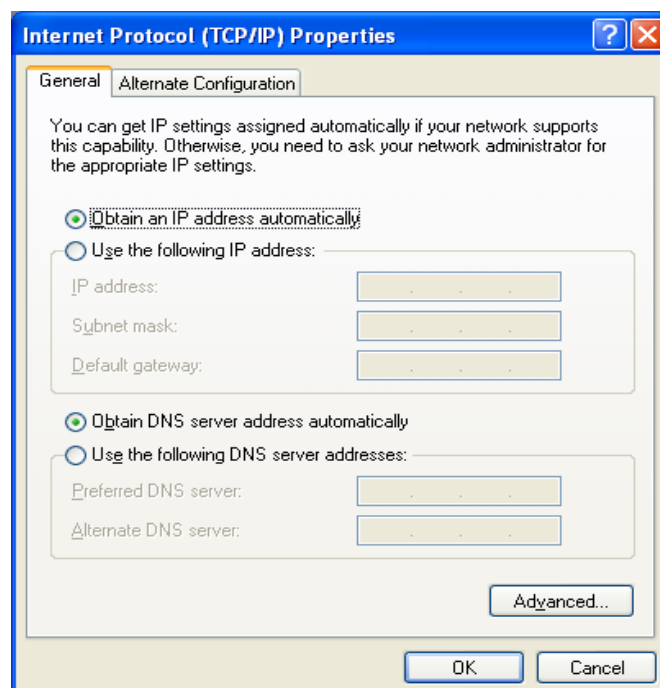 Internet Protocol (TCP/IP) Properties
General
Alternate Configuration
You can get IP settings assigned automatically if your network supports
this capability. Otherwise, you need to ask your network administrator for
the appropriate IP settings.
Obtain an IP address automatically
Use the following IP address:
IP address:
Subnet mask:
Default gateway:
Obtain DNS server address automatically
Use the following DNS server addresses:
Preferred DNS server:
Alternate DNS server:
Advanced...
OK
Cancel